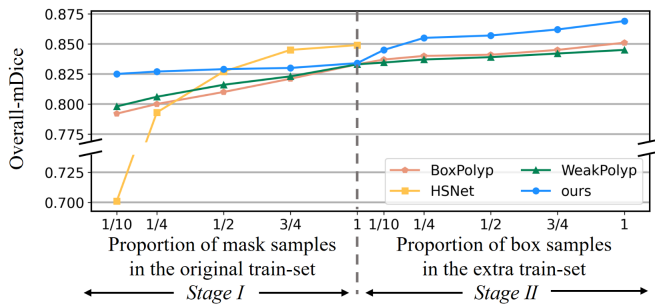 Overall-mDice
0.875
0.850
0.825
0.800
0.775
0.725
0.700
BoxPolyp WeakPolyp
HSNet ours
1/10 1/4 1/2 3/4 1 1/10 1/4 1/2 3/4 1
Proportion of mask samples Proportion of box samples
in the original train-set in the extra train-set
Stage I Stage II